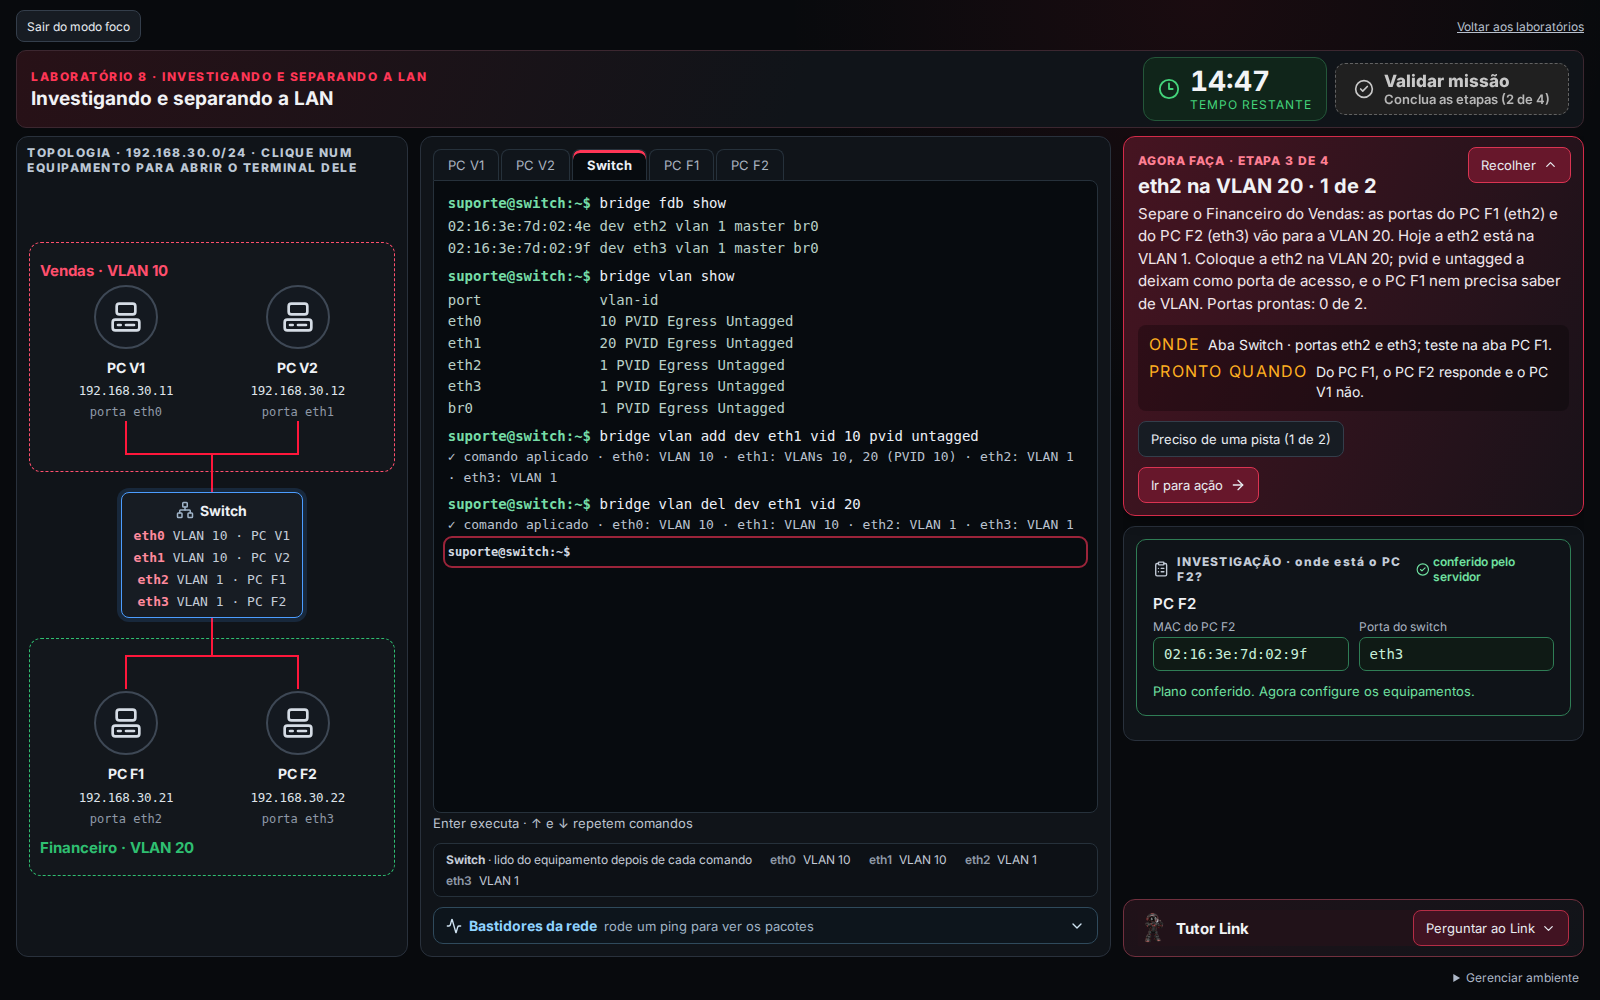 Sair do modo foco
Voltar aos laboratórios
LABORATÓRIO 8 · INVESTIGANDO E SEPARANDO A LAN
Investigando e separando a LAN
14:47
TEMPO RESTANTE
Validar missão
Conclua as etapas (2 de 4)
TOPOLOGIA · 192.168.30.0/24 · CLIQUE NUM
EQUIPAMENTO PARA ABRIR O TERMINAL DELE
Vendas · VLAN 10
PC V1
192.168.30.11
porta eth0
PC V2
192.168.30.12
porta eth1
Switch
eth0 VLAN 10 · PC V1
eth1 VLAN 10 · PC V2
eth2 VLAN 1 · PC F1
eth3 VLAN 1 · PC F2
PC F1
192.168.30.21
porta eth2
PC F2
192.168.30.22
porta eth3
Financeiro · VLAN 20
PC V1
PC V2
Switch
PC F1
PC F2
suporte@switch:~$ bridge fdb show
02:16:3e:7d:02:4e dev eth2 vlan 1 master br0
02:16:3e:7d:02:9f dev eth3 vlan 1 master br0
suporte@switch:~$ bridge vlan show
port vlan-id
eth0 10 PVID Egress Untagged
eth1 20 PVID Egress Untagged
eth2 1 PVID Egress Untagged
eth3 1 PVID Egress Untagged
br0 1 PVID Egress Untagged
suporte@switch:~$ bridge vlan add dev eth1 vid 10 pvid untagged
✓ comando aplicado · eth0: VLAN 10 · eth1: VLANs 10, 20 (PVID 10) · eth2: VLAN 1
· eth3: VLAN 1
suporte@switch:~$ bridge vlan del dev eth1 vid 20
✓ comando aplicado · eth0: VLAN 10 · eth1: VLAN 10 · eth2: VLAN 1 · eth3: VLAN 1
suporte@switch:~$
Enter executa · ↑ e ↓ repetem comandos
Switch · lido do equipamento depois de cada comando eth0 VLAN 10 eth1 VLAN 10 eth2 VLAN 1
eth3 VLAN 1
Bastidores da rede rode um ping para ver os pacotes
AGORA FAÇA · ETAPA 3 DE 4
Recolher
eth2 na VLAN 20 · 1 de 2
Separe o Financeiro do Vendas: as portas do PC F1 (eth2) e
do PC F2 (eth3) vão para a VLAN 20. Hoje a eth2 está na
VLAN 1. Coloque a eth2 na VLAN 20; pvid e untagged a
deixam como porta de acesso, e o PC F1 nem precisa saber
de VLAN. Portas prontas: 0 de 2.
ONDE Aba Switch · portas eth2 e eth3; teste na aba PC F1.
PRONTO QUANDO Do PC F1, o PC F2 responde e o PC
V1 não.
Preciso de uma pista (1 de 2)
Ir para ação →
INVESTIGAÇÃO · onde está o PC
F2?
conferido pelo
servidor
PC F2
MAC do PC F2
Porta do switch
02:16:3e:7d:02:9f
eth3
Plano conferido. Agora configure os equipamentos.
Tutor Link
Perguntar ao Link
▶ Gerenciar ambiente